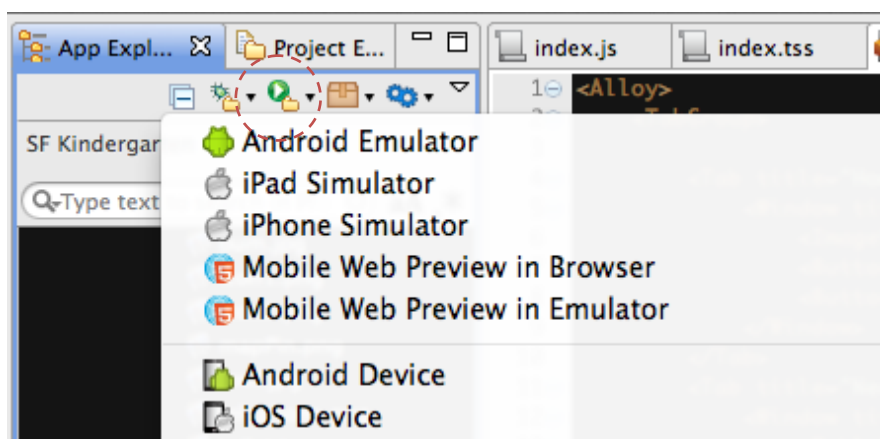 App Expl... Project E... index.js index.tss
1 <Alloy>
SF Kindergar
Type text
Android Emulator
iPad Simulator
iPhone Simulator
Mobile Web Preview in Browser
Mobile Web Preview in Emulator
Android Device
iOS Device